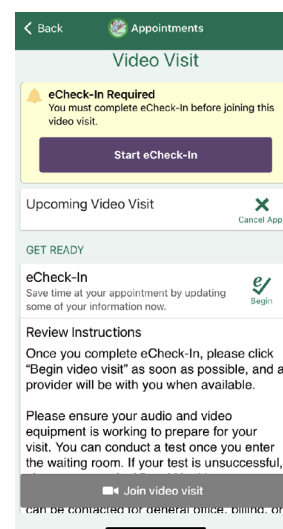 Back
Appointments
Video Visit
eCheck-In Required
You must complete eCheck-In before joining this
video visit.
Start eCheck-In
Upcoming Video Visit
Cancel App
GET READY
eCheck-In
Save time at your appointment by updating
some of your information now.
Begin
Review Instructions
Once you complete eCheck-In, please click
"Begin video visit" as soon as possible, and a
provider will be with you when available.
Please ensure your audio and video
equipment is working to prepare for your
visit. You can conduct a test once you enter
the waiting room. If your test is unsuccessful,
Join video visit
can be contacted for general office, billing, or